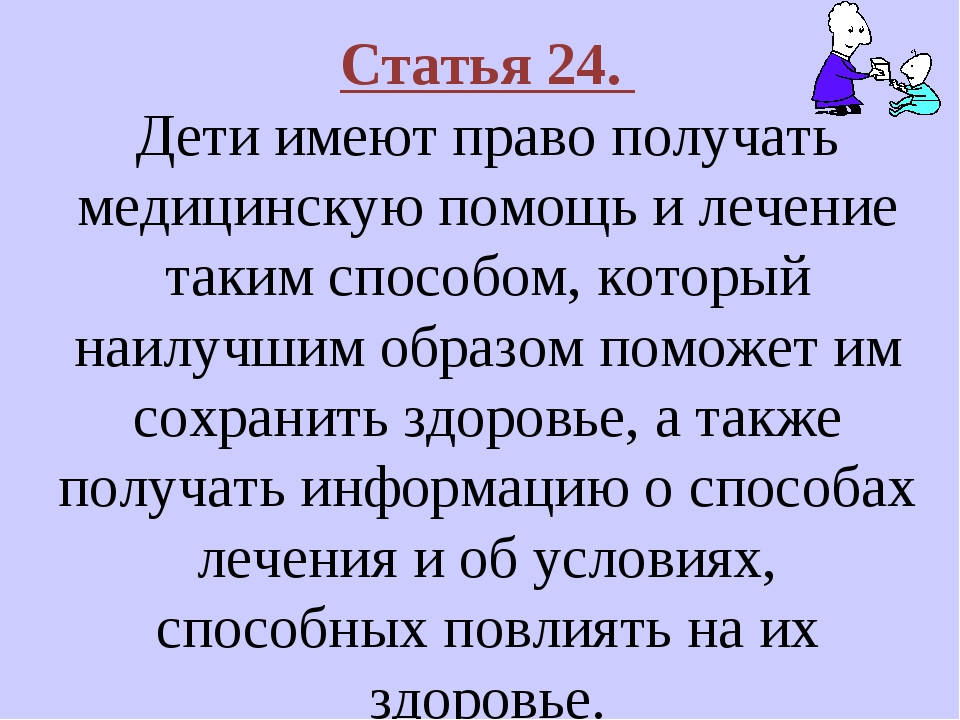 Статья 24.
Дети имеют право получать
медицинскую помощь и лечение
таким способом, который
наилучшим образом поможет им
сохранить здоровье, а также
получать информацию о способах
лечения и об условиях,
способных повлиять на их
здоровье.